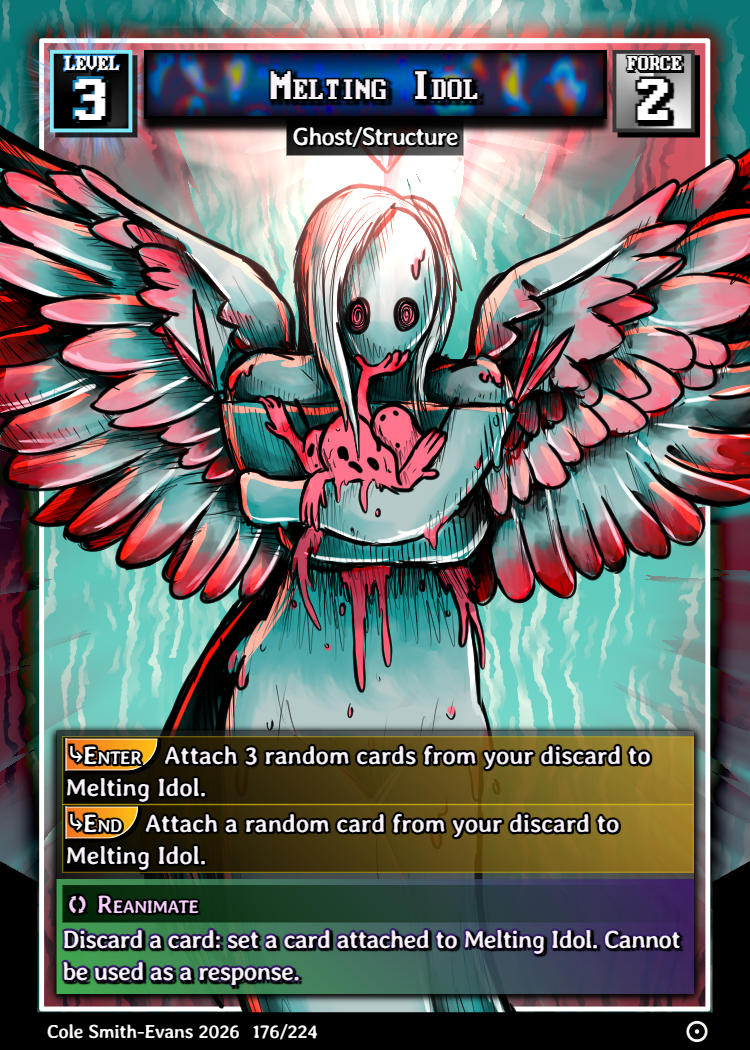 LEVEL
3
Melting Idol
FORCE
2
Ghost/Structure
Enter Attach 3 random cards from your discard to
Melting Idol.
End Attach a random card from your discard to
Melting Idol.
Reanimate
Discard a card: set a card attached to Melting Idol. Cannot
be used as a response.
Cole Smith-Evans 2026 176/224